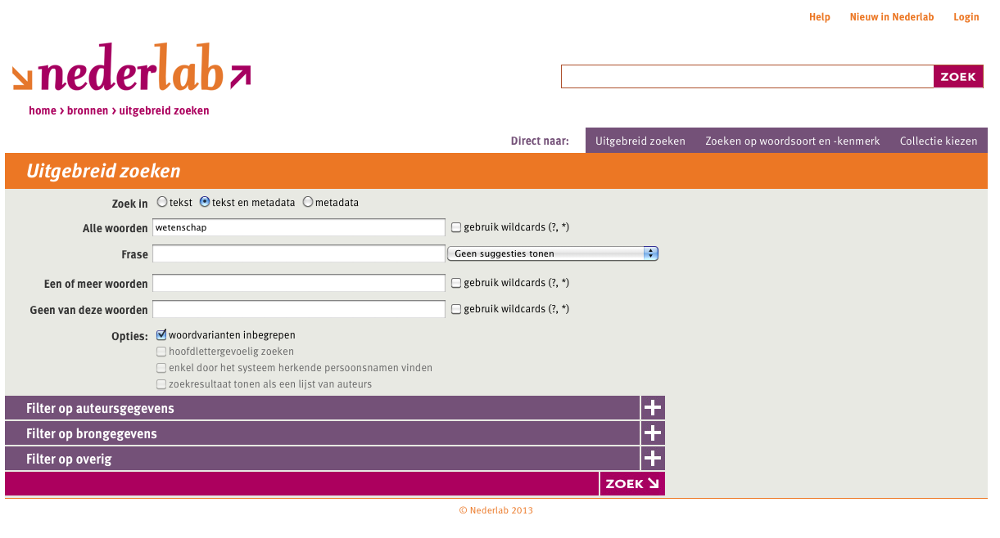 Help Nieuw in Nederlab Login
nederlab
ZOEK
home › bronnen › uitgebreid zoeken
Direct naar: Uitgebreid zoeken Zoeken op woordsoort en -kenmerk Collectie kiezen
Uitgebreid zoeken
Zoek in tekst tekst en metadata metadata
Alle woorden wetenschap gebruik wildcards (?, *)
Frase Geen suggesties tonen
Een of meer woorden gebruik wildcards (?, *)
Geen van deze woorden gebruik wildcards (?, *)
Opties: woordvarianten inbegrepen
hoofdlettergevoelig zoeken
enkel door het systeem herkende persoonsnamen vinden
zoekresultaat tonen als een lijst van auteurs
Filter op auteursgegevens
Filter op brongegevens
Filter op overig
ZOEK
© Nederlab 2013